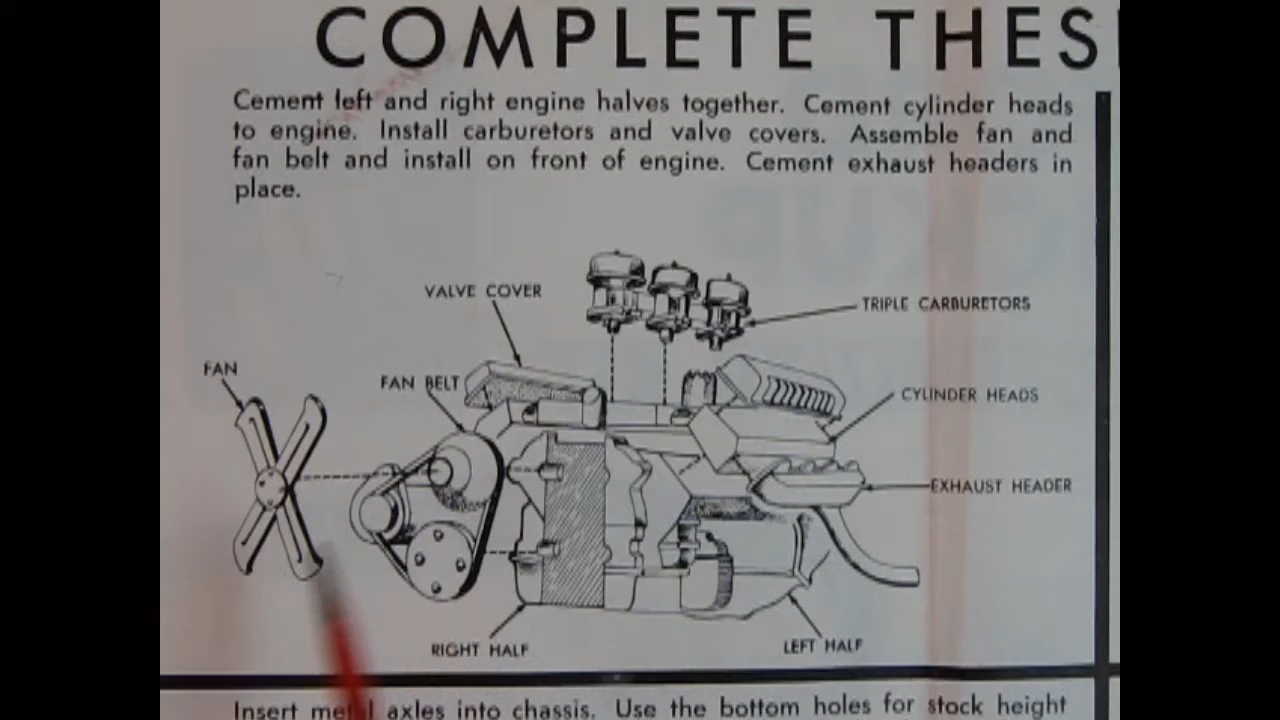 COMPLETE THES
Cement left and right engine halves together. Cement cylinder heads
to engine. Install carburetors and valve covers. Assemble fan and
fan belt and install on front of engine. Cement exhaust headers in
place.
VALVE COVER
TRIPLE CARBURETORS
FAN
FAN BELT
CYLINDER HEADS
EXHAUST HEADER
RIGHT HALF
LEFT HALF
Insert metal axles into chassis. Use the bottom holes for stock height